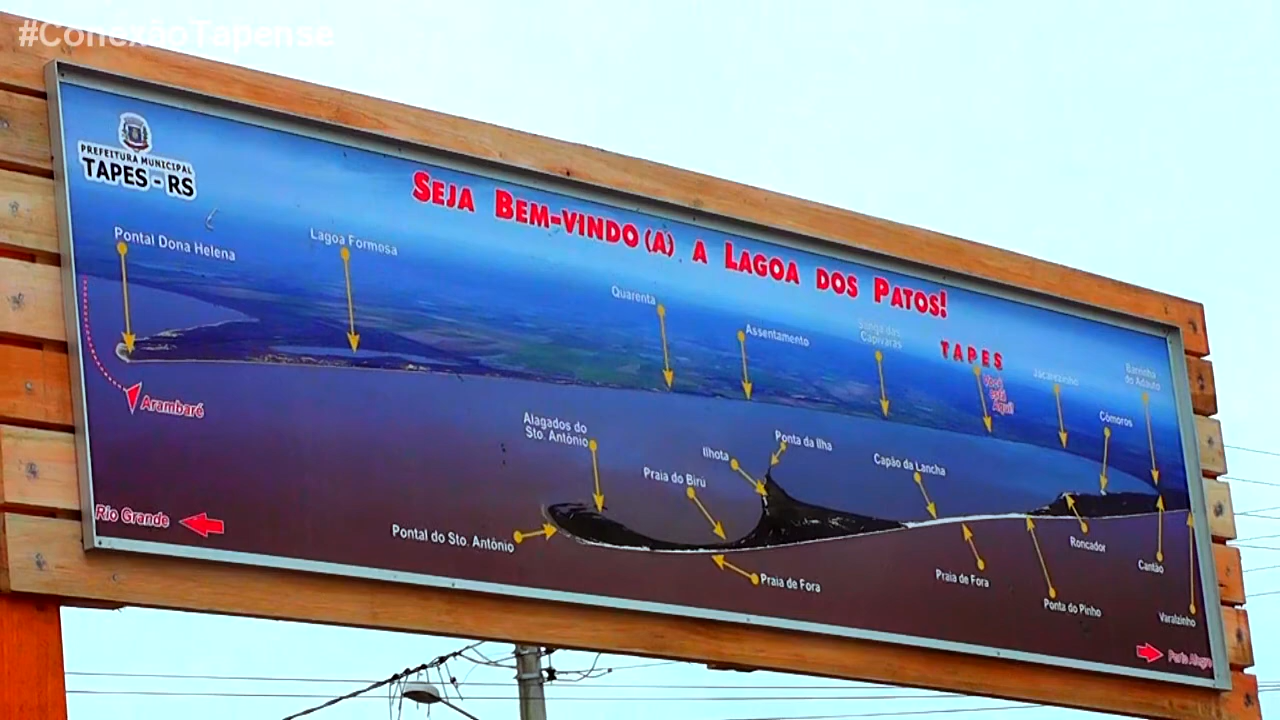 #ConexãoTapense
PREFEITURA MUNICIPAL
TAPES - RS
SEJA BEM-VINDO(A) A LAGOA DOS PATOS!
Pontal Dona Helena
Lagoa Formosa
Quarenta
Assentamento
Sanga das
Capivaras
TAPES
Você
está
Aqui!
Jacarezinho
Barrinha
do Adauto
Cômoros
Arambaré
Alagados do
Sto. Antônio
Ilhota
Ponta da Ilha
Praia do Birú
Capão da Lancha
Rio Grande
Pontal do Sto. Antônio
Praia de Fora
Praia de Fora
Ponta do Pinho
Roncador
Cantão
Varalzinho
Porto Alegre